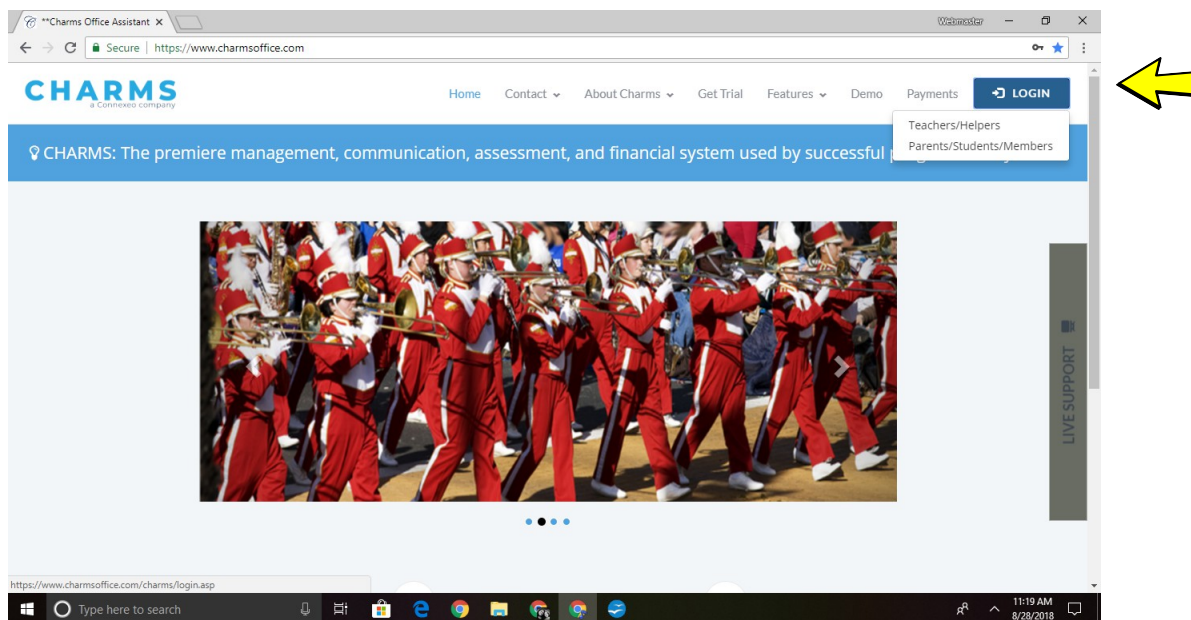 **Charms Office Assistant
Webmaster
Secure | https://www.charmsoffice.com
CHARMS
a Connexeo company
Home Contact About Charms Get Trial Features Demo Payments LOGIN
Teachers/Helpers
Parents/Students/Members
CHARMS: The premiere management, communication, assessment, and financial system used by successful
LIVE SUPPORT
https://www.charmsoffice.com/charms/login.asp
Type here to search
11:19 AM
8/28/2018